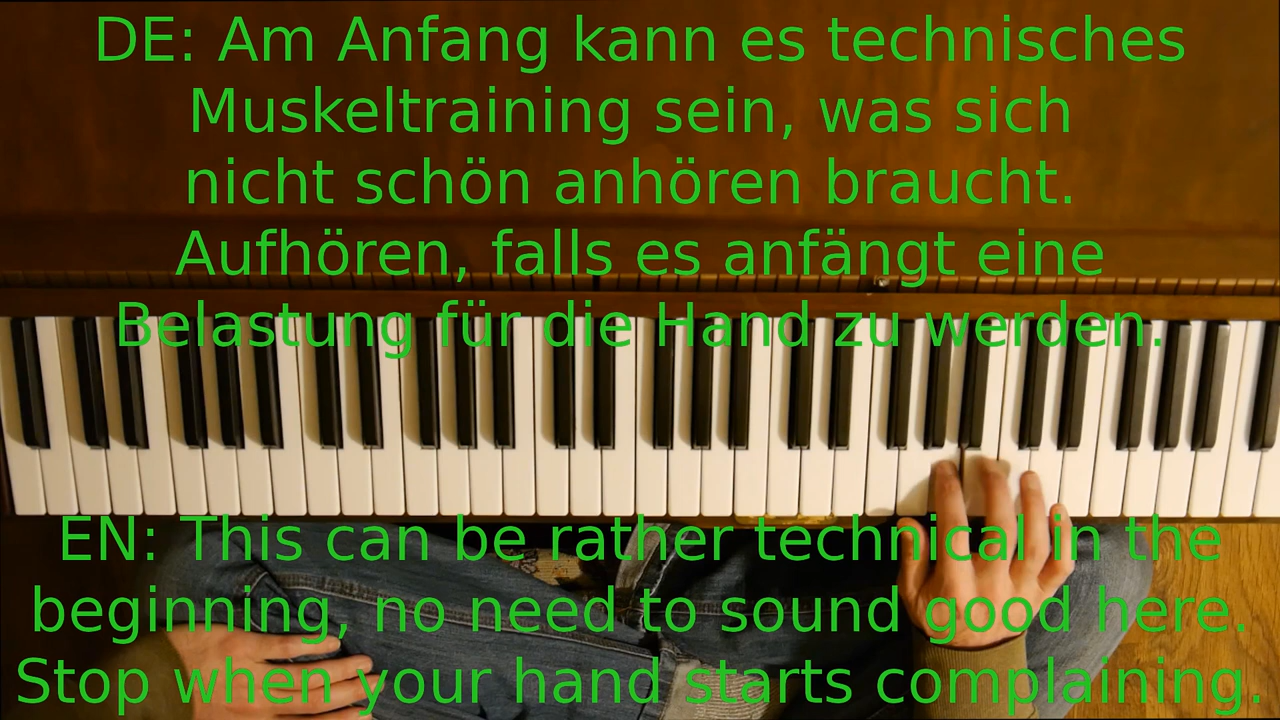 DE: Am Anfang kann es technisches
Muskeltraining sein, was sich
nicht schön anhören braucht.
Aufhören, falls es anfängt eine
Belastung für die Hand zu werden.
EN: This can be rather technical in the
beginning, no need to sound good here.
Stop when your hand starts complaining.